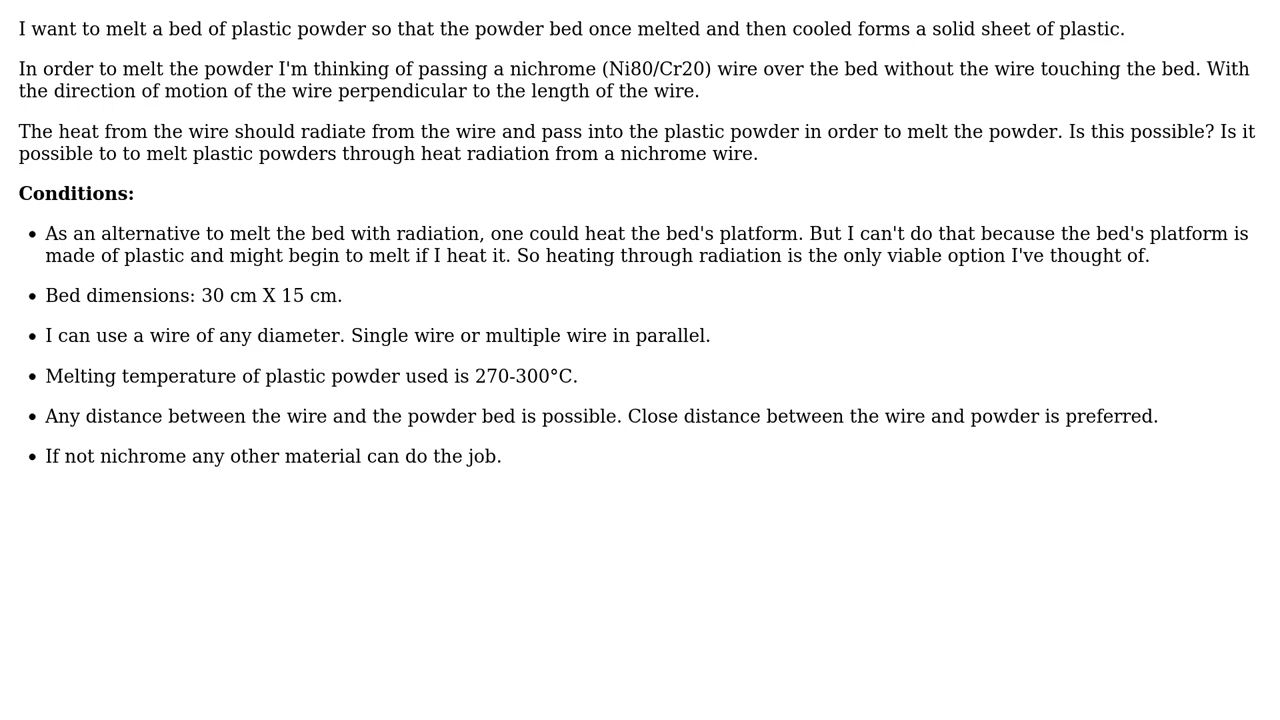 I want to melt a bed of plastic powder so that the powder bed once melted and then cooled forms a solid sheet of plastic.
In order to melt the powder I'm thinking of passing a nichrome (Ni80/Cr20) wire over the bed without the wire touching the bed. With
the direction of motion of the wire perpendicular to the length of the wire.
The heat from the wire should radiate from the wire and pass into the plastic powder in order to melt the powder. Is this possible? Is it
possible to to melt plastic powders through heat radiation from a nichrome wire.
Conditions:
• As an alternative to melt the bed with radiation, one could heat the bed's platform. But I can't do that because the bed's platform is
made of plastic and might begin to melt if I heat it. So heating through radiation is the only viable option I've thought of.
• Bed dimensions: 30 cm X 15 cm.
• I can use a wire of any diameter. Single wire or multiple wire in parallel.
• Melting temperature of plastic powder used is 270-300°C.
• Any distance between the wire and the powder bed is possible. Close distance between the wire and powder is preferred.
• If not nichrome any other material can do the job.